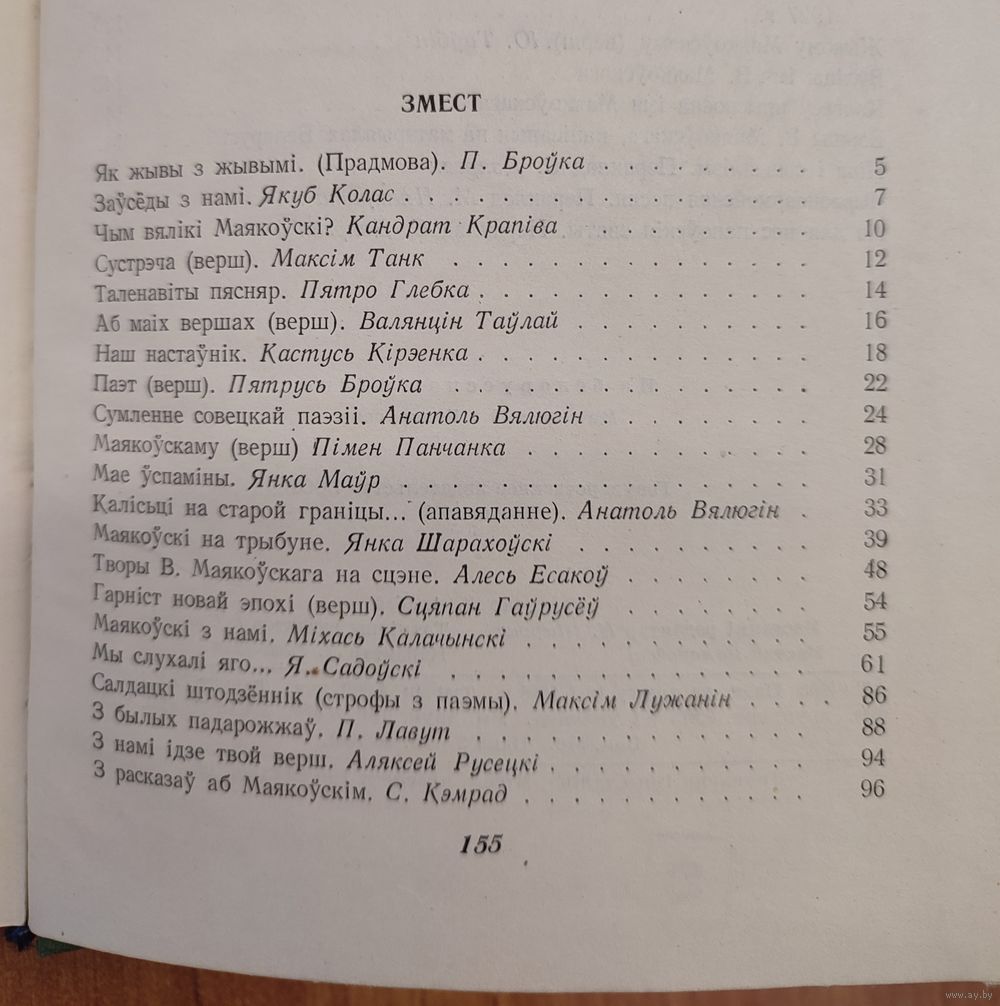 ЗМЕСТ
Як жывы з жывымі. (Прадмова). П. Броўка . . . . . . . 5
Заўсёды з намі. Якуб Колас . . . . . . . . . . . . . 7
Чым вялікі Маякоўскі? Кандрат Крапіва . . . . . . . . 10
Сустрэча (верш). Максім Танк . . . . . . . . . . . . 12
Таленавіты пясняр. Пятро Глебка . . . . . . . . . . . 14
Аб маіх вершах (верш). Валянцін Таўлай . . . . . . . . 16
Наш настаўнік. Кастусь Кірэенка . . . . . . . . . . . 18
Паэт (верш). Пятрусь Броўка . . . . . . . . . . . . 22
Сумленне совецкай паэзіі. Анатоль Вялюгін . . . . . . . 24
Маякоўскаму (верш) Пімен Панчанка . . . . . . . . . 28
Мае ўспаміны. Янка Маўр . . . . . . . . . . . . . 31
Калісьці на старой граніцы... (апавяданне). Анатоль Вялюгін . 33
Маякоўскі на трыбуне. Янка Шарахоўскі . . . . . . . . 39
Творы В. Маякоўскага на сцэне. Алесь Есакоў . . . . . . 48
Гарніст новай эпохі (верш). Сцяпан Гаўрусёў . . . . . . 54
Маякоўскі з намі. Міхась Калачынскі . . . . . . . . . 55
Мы слухалі яго... Я. Садоўскі . . . . . . . . . . . . 61
Салдацкі штодзённік (строфы з паэмы). Максім Лужанін . . . . 86
З былых падарожжаў. П. Лавут . . . . . . . . . . . 88
З намі ідзе твой верш. Аляксей Русецкі . . . . . . . . . 94
З расказаў аб Маякоўскім. С. Кэмрад . . . . . . . . . 96
155
www.ay.by